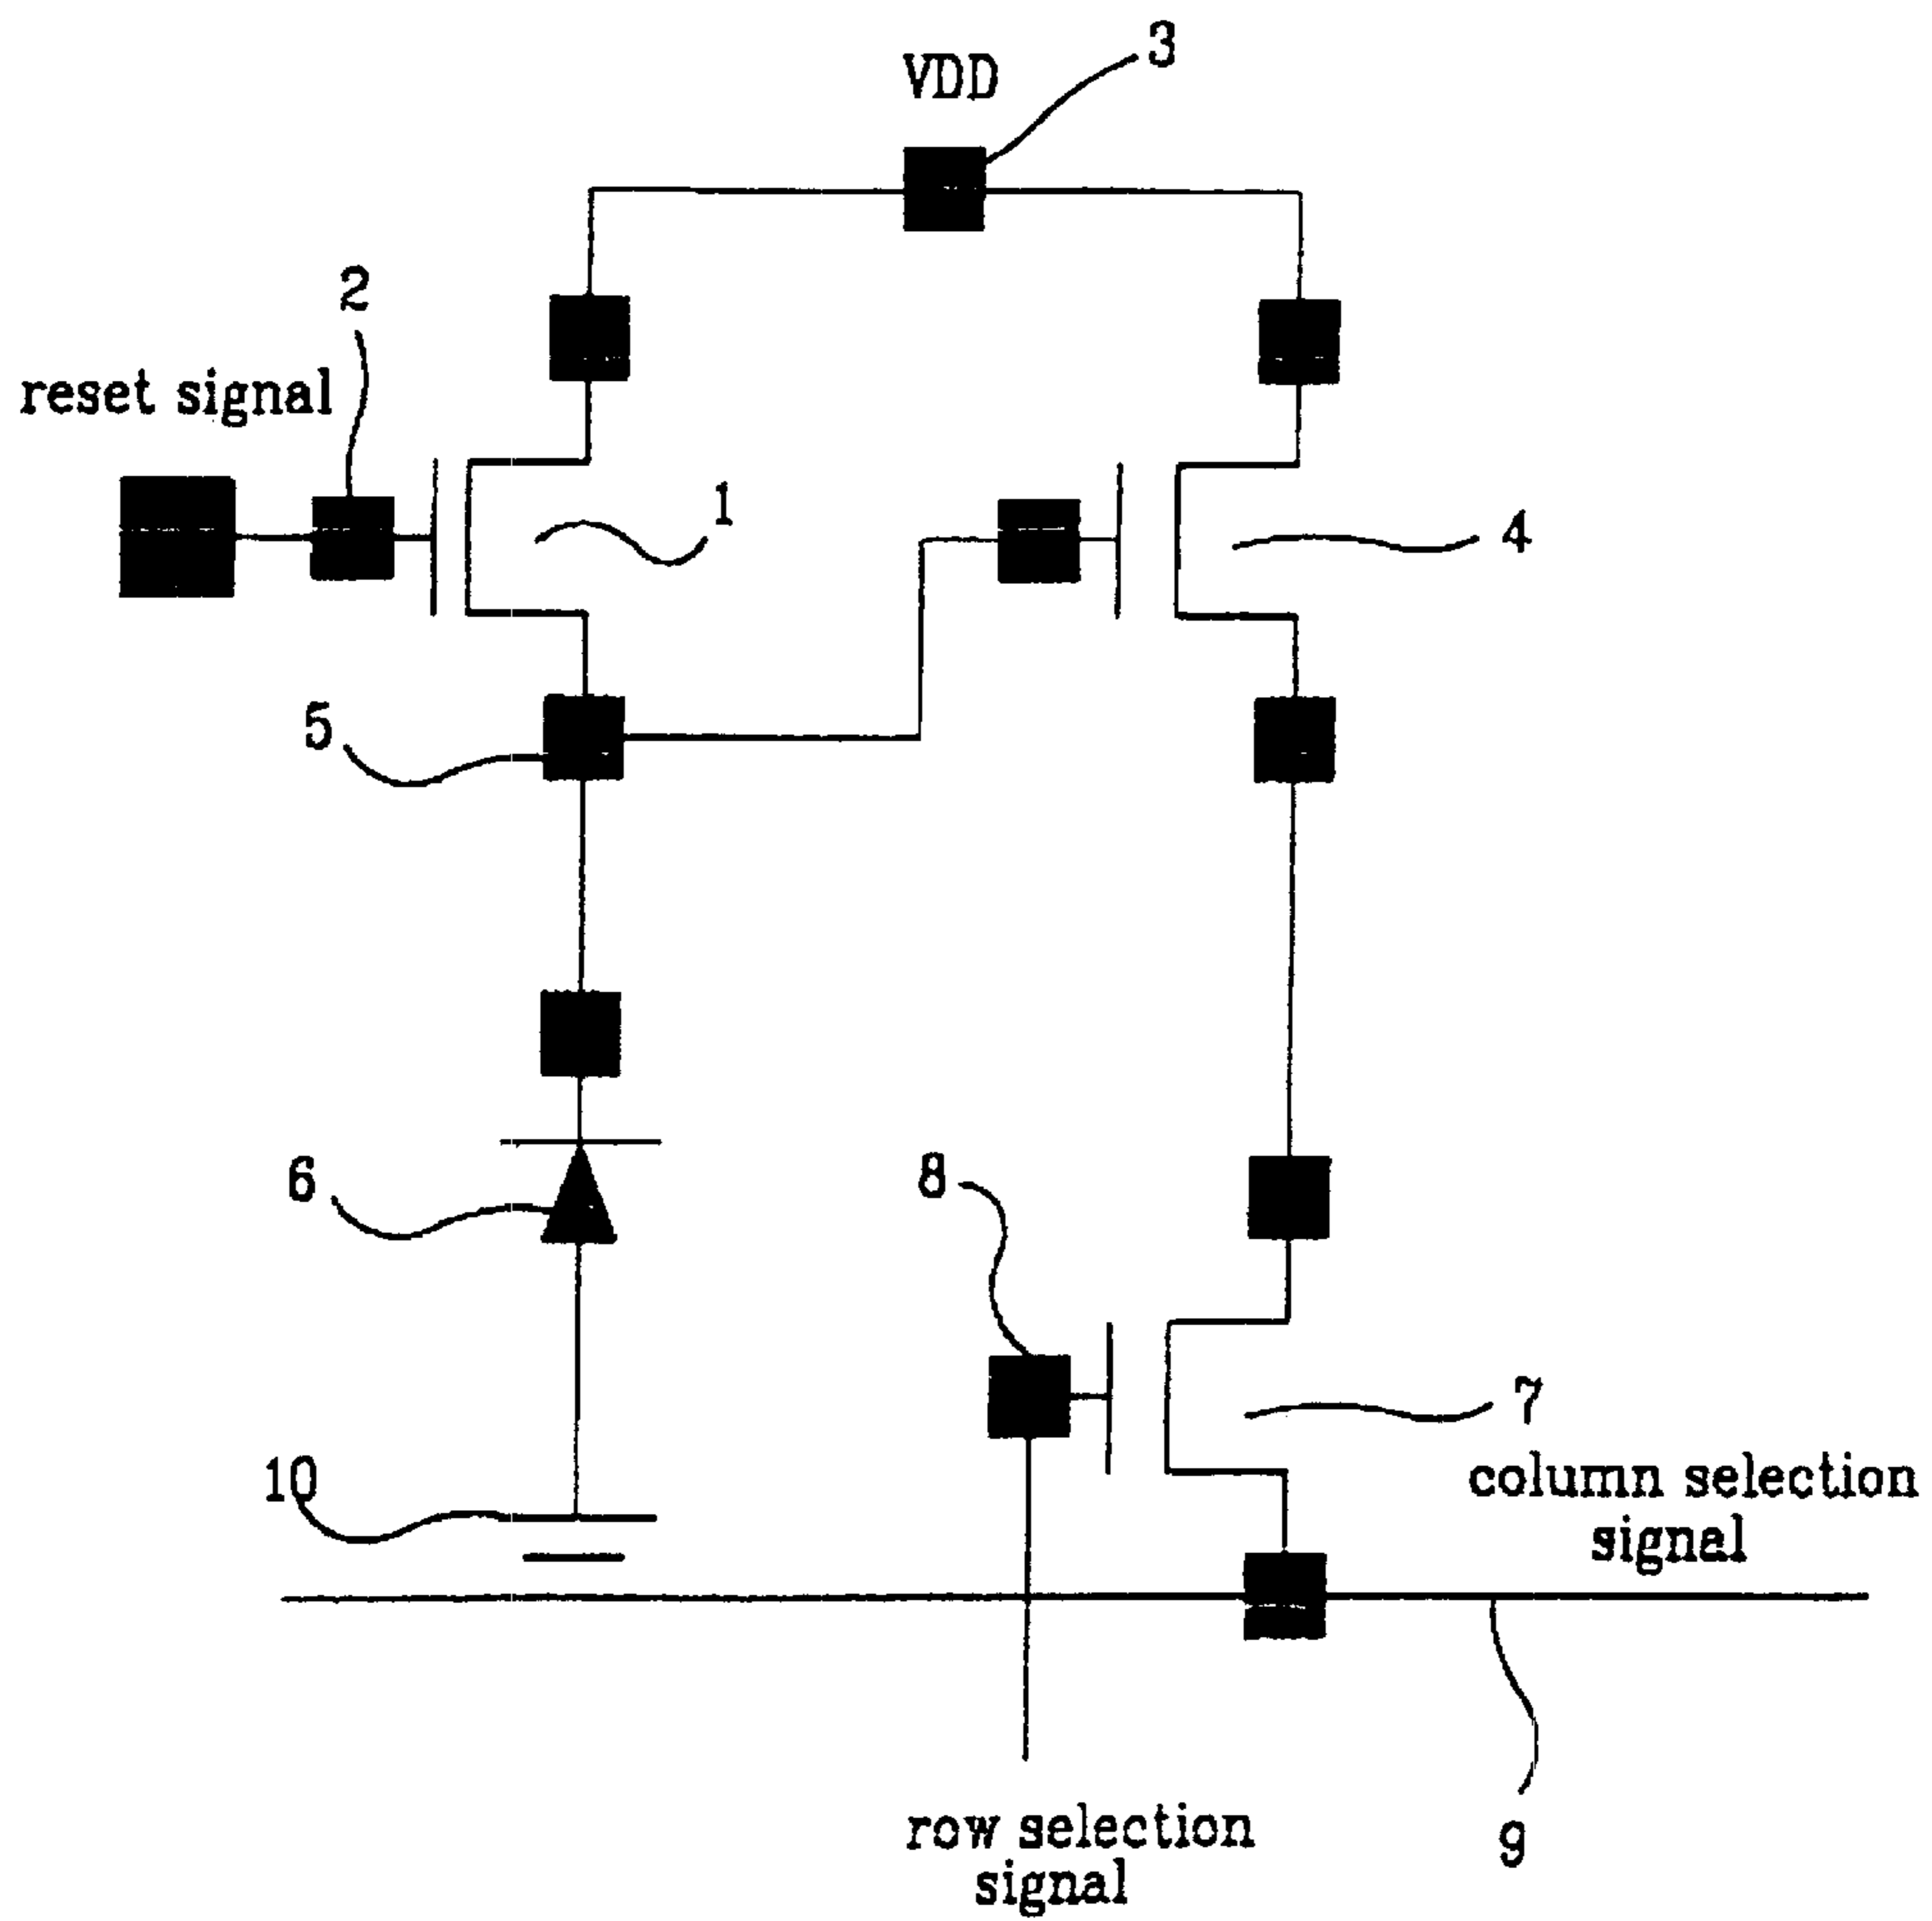 3
VDD
2
reset signal
1
4
5
6
8
7
10
column selection
signal
row selection
signal
9